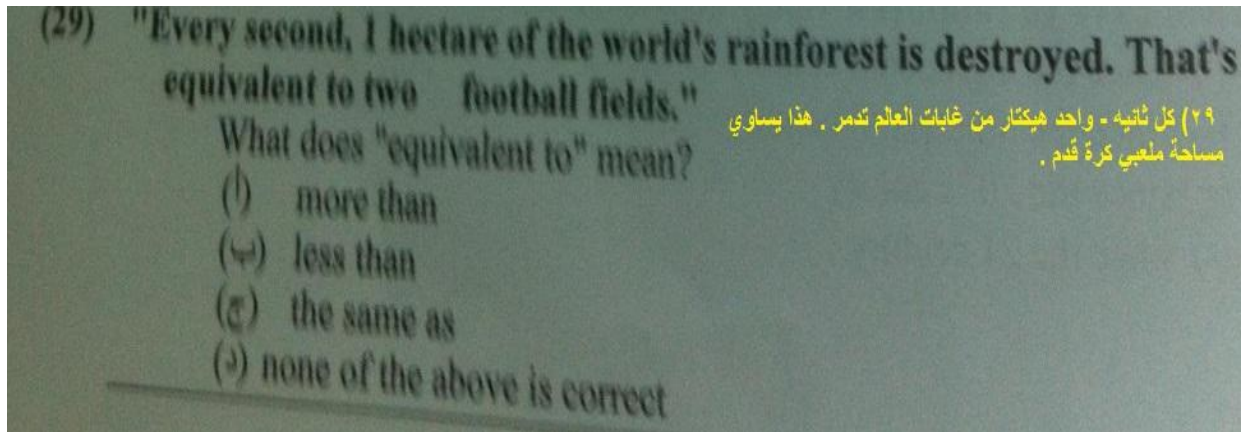 (29) "Every second, 1 hectare of the world's rainforest is destroyed. That's
equivalent to two football fields."
٢٩) كل ثانيه - واحد هيكتار من غابات العالم تدمر . هذا يساوي
مساحة ملعبي كرة قدم .
What does "equivalent to" mean?
(أ) more than
(ب) less than
(ج) the same as
(د) none of the above is correct